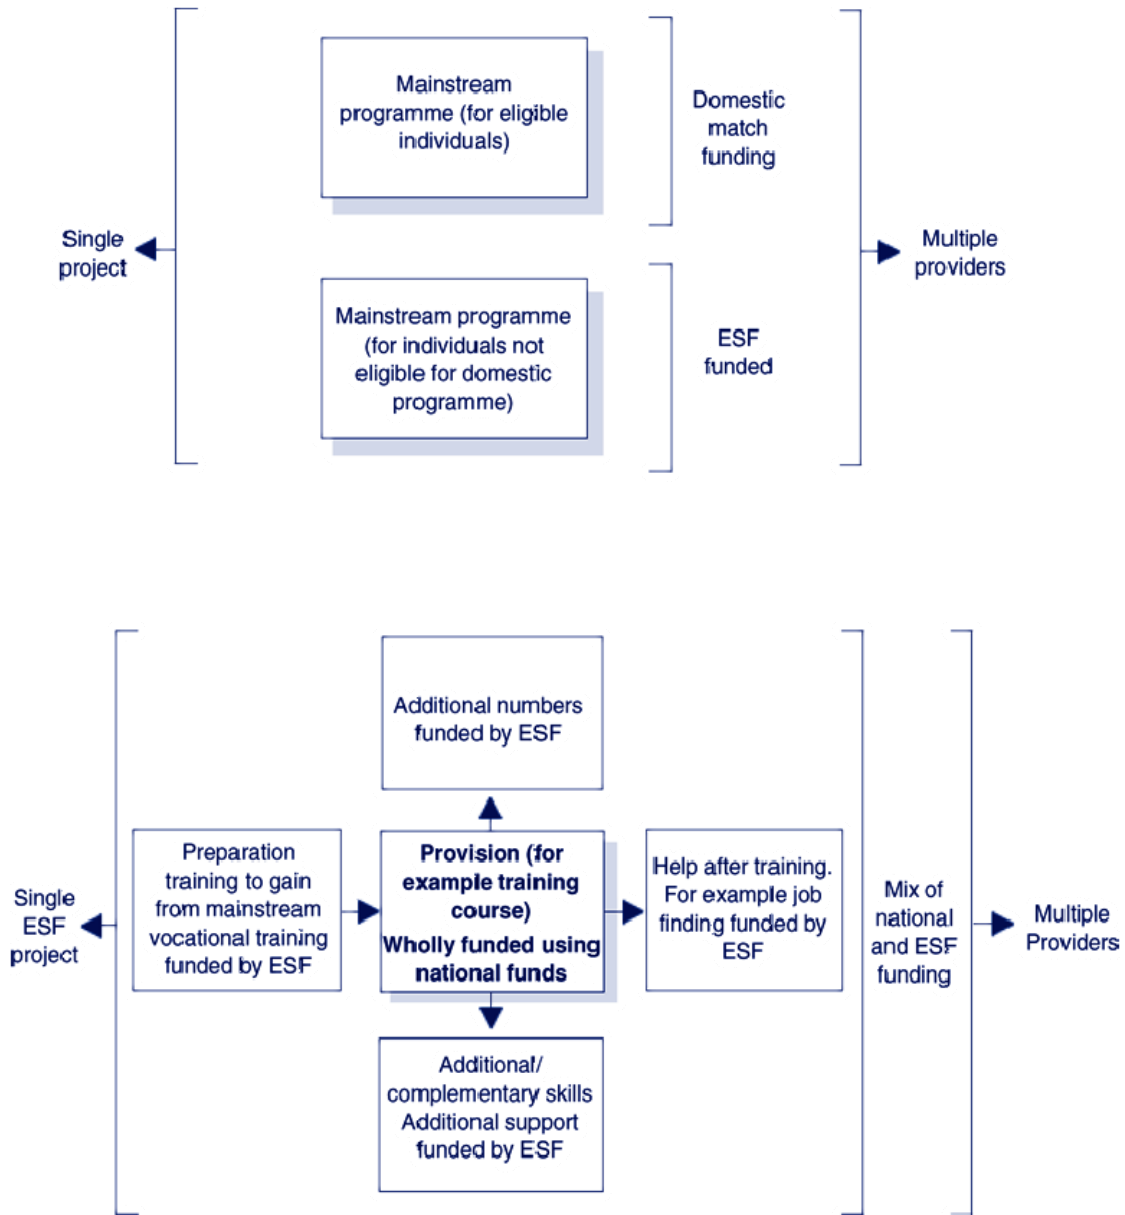 Mainstream
programme (for eligible
individuals)
Domestic
match
funding
Single
project
Multiple
providers
Mainstream programme
(for individuals not
eligible for domestic
programme)
ESF
funded
Additional numbers
funded by ESF
Single
ESF
project
Preparation
training to gain
from mainstream
vocational training
funded by ESF
Provision (for
example training
course)
Wholly funded using
national funds
Help after training.
For example job
finding funded by
ESF
Mix of
national
and ESF
funding
Multiple
Providers
Additional/
complementary skills
Additional support
funded by ESF